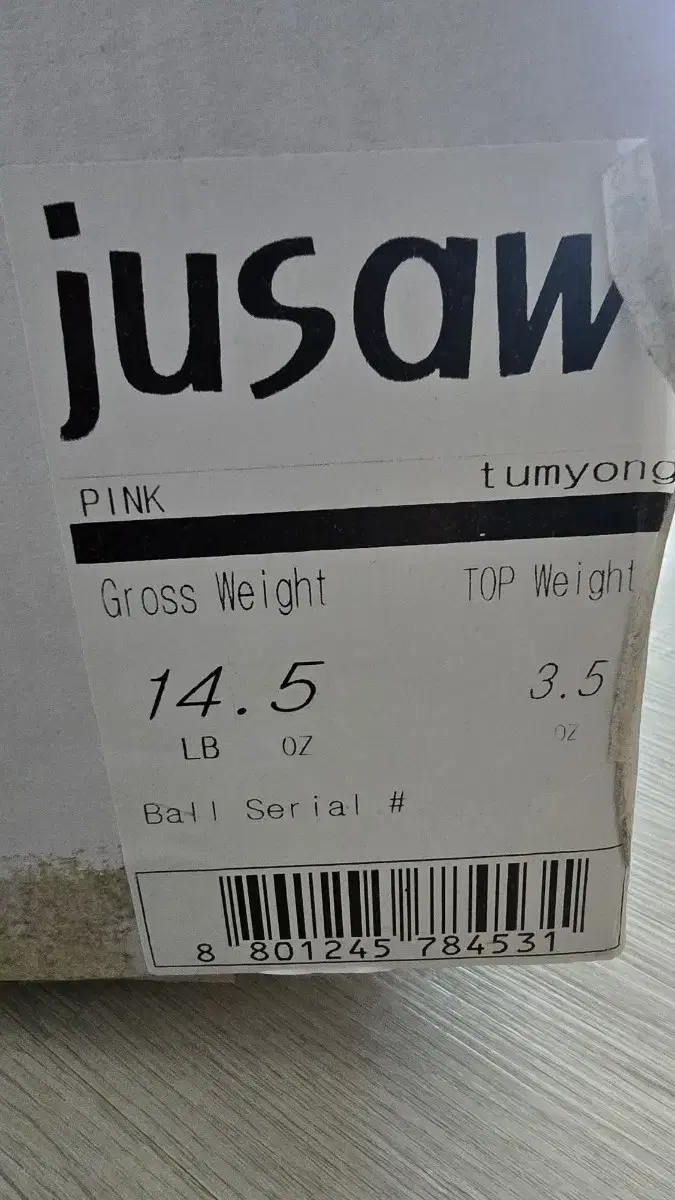 jusaw
PINK tumyong
Gross Weight TOP Weight
14.5 3.5
LB OZ OZ
Ball Serial #
8 801245 784531